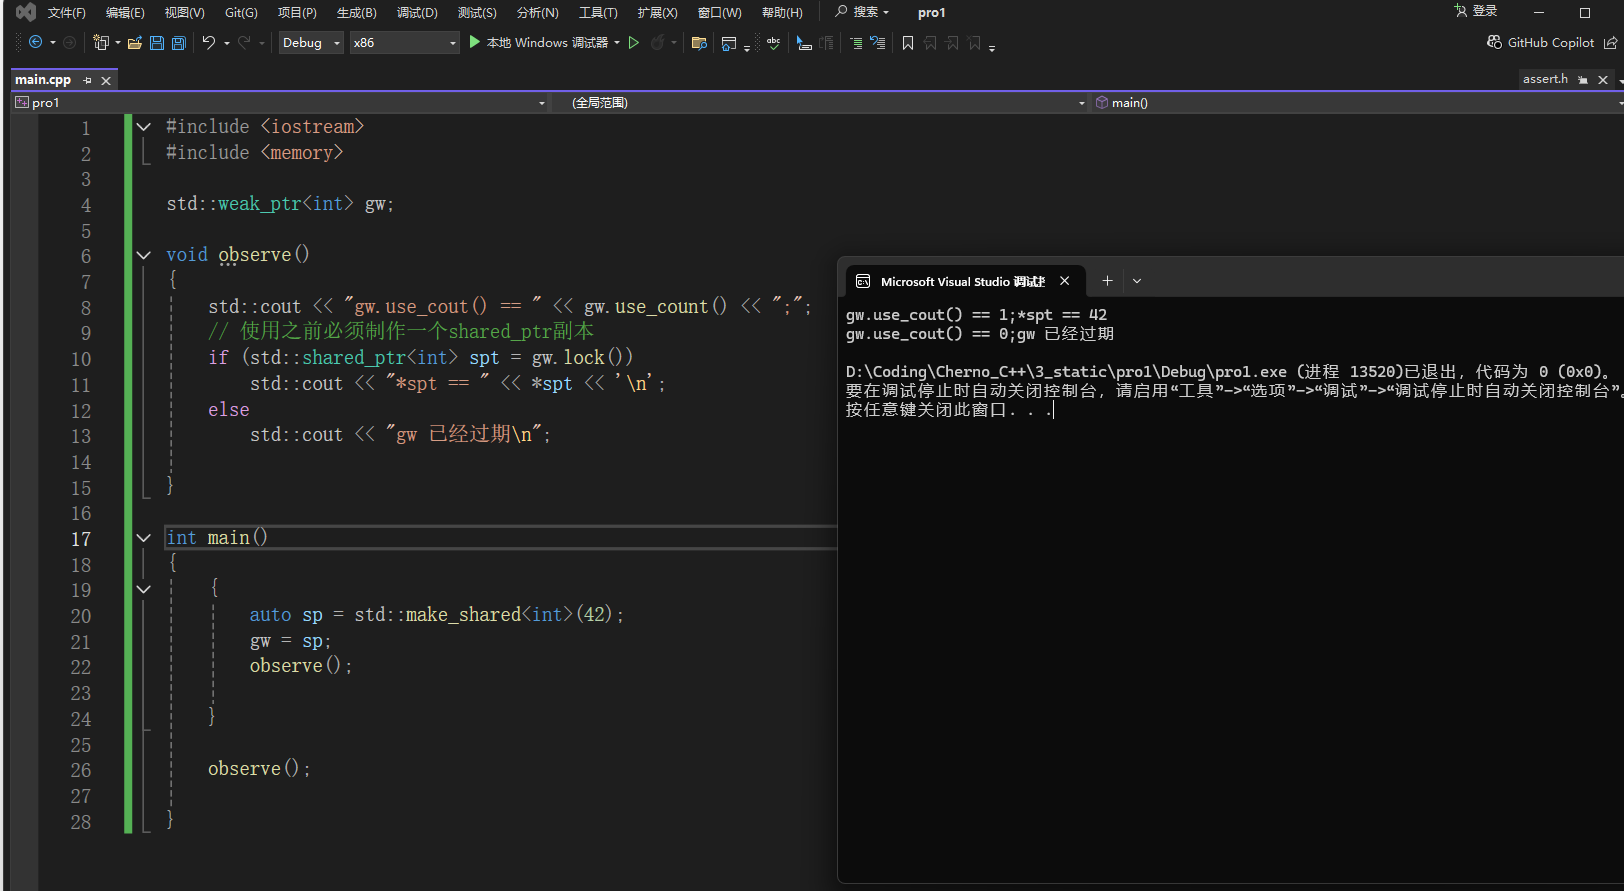 文件(F) 编辑(E) 视图(V) Git(G) 项目(P) 生成(B) 调试(D) 测试(S) 分析(N) 工具(T) 扩展(X) 窗口(W) 帮助(H) 搜索 pro1 登录
Debug x86 本地 Windows 调试器 abc GitHub Copilot
main.cpp assert.h
pro1 (全局范围) main()
1 #include <iostream>
2 #include <memory>
3
4 std::weak_ptr<int> gw;
5
6 void observe()
7 {
8 std::cout << "gw.use_cout() == " << gw.use_count() << ";";
9 // 使用之前必须制作一个shared_ptr副本
10 if (std::shared_ptr<int> spt = gw.lock())
11 std::cout << "*spt == " << *spt << '\n';
12 else
13 std::cout << "gw 已经过期\n";
14
15 }
16
17 int main()
18 {
19 {
20 auto sp = std::make_shared<int>(42);
21 gw = sp;
22 observe();
23
24 }
25
26 observe();
27
28 }
Microsoft Visual Studio 调试
gw.use_cout() == 1;*spt == 42
gw.use_cout() == 0;gw 已经过期
D:\Coding\Cherno_C++\3_static\pro1\Debug\pro1.exe (进程 13520)已退出，代码为 0 (0x0)。
要在调试停止时自动关闭控制台，请启用“工具”->“选项”->“调试”->“调试停止时自动关闭控制台”。
按任意键关闭此窗口. . .